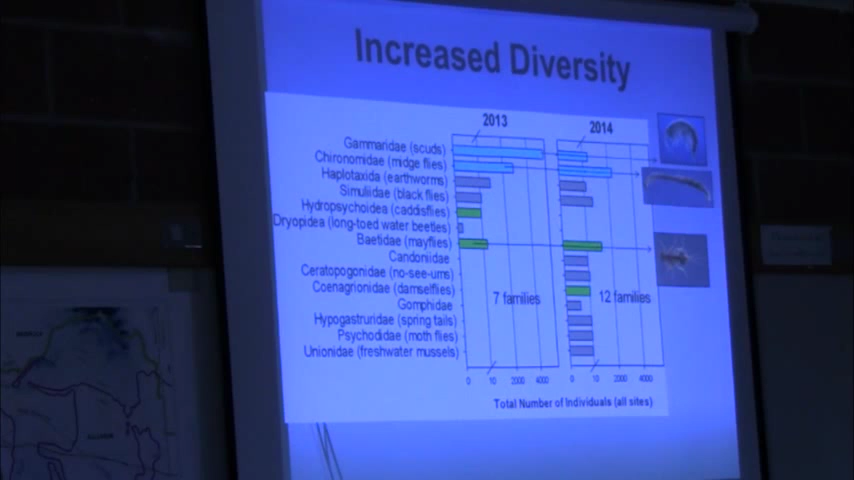 Increased Diversity
2013 2014
Gammaridae (scuds)
Chironomidae (midge flies)
Haplotaxida (earthworms)
Simuliidae (black flies)
Hydropsychoidea (caddisflies)
Dryopidea (long-toed water beetles)
Baetidae (mayflies)
Candoniidae
Ceratopogonidae (no-see-ums)
Coenagrionidae (damselflies)
Gomphidae
Hypogastruridae (spring tails)
Psychodidae (moth flies)
Unionidae (freshwater mussels)
7 families 12 families
0 10 2000 4000 0 10 2000 4000
Total Number of Individuals (all sites)